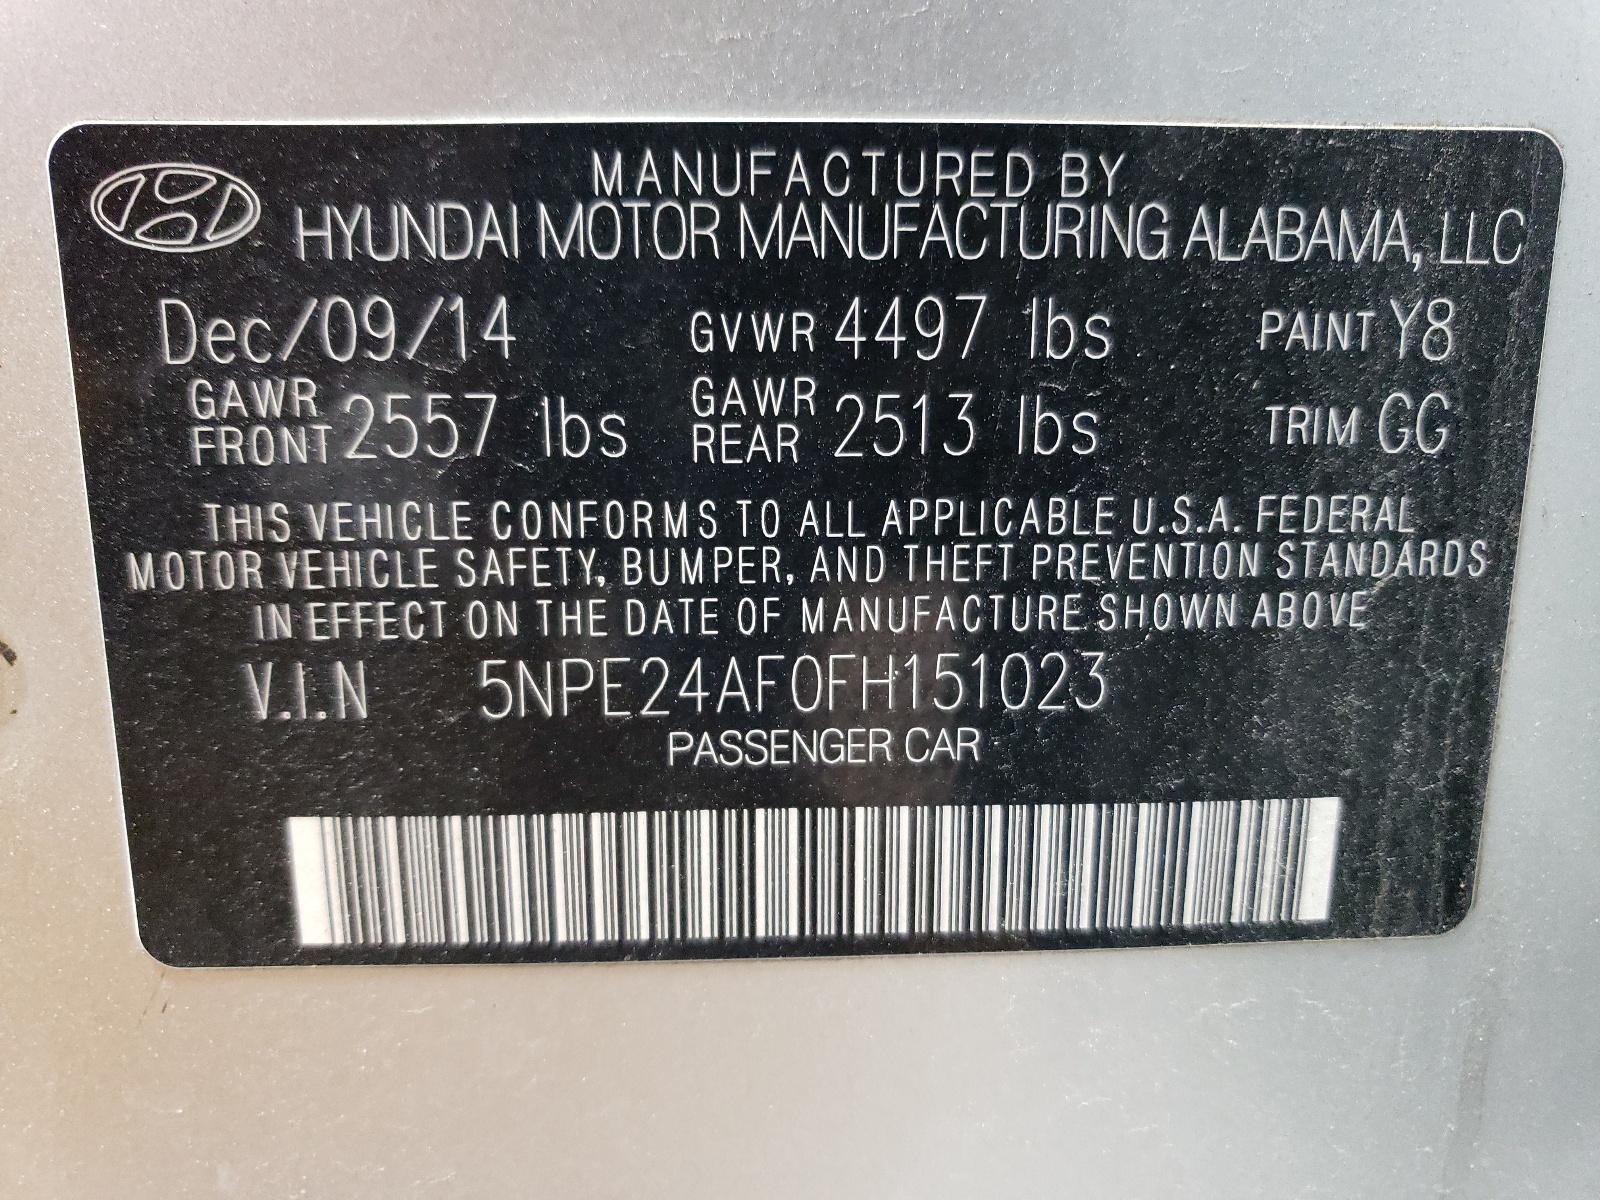 MANUFACTURED BY
HYUNDAI MOTOR MANUFACTURING ALABAMA, LLC
Dec/09/14 GVWR 4497 lbs PAINT Y8
GAWR FRONT 2557 lbs GAWR REAR 2513 lbs TRIM GG
THIS VEHICLE CONFORMS TO ALL APPLICABLE U.S.A. FEDERAL
MOTOR VEHICLE SAFETY, BUMPER, AND THEFT PREVENTION STANDARDS
IN EFFECT ON THE DATE OF MANUFACTURE SHOWN ABOVE
V.I.N 5NPE24AF0FH151023
PASSENGER CAR